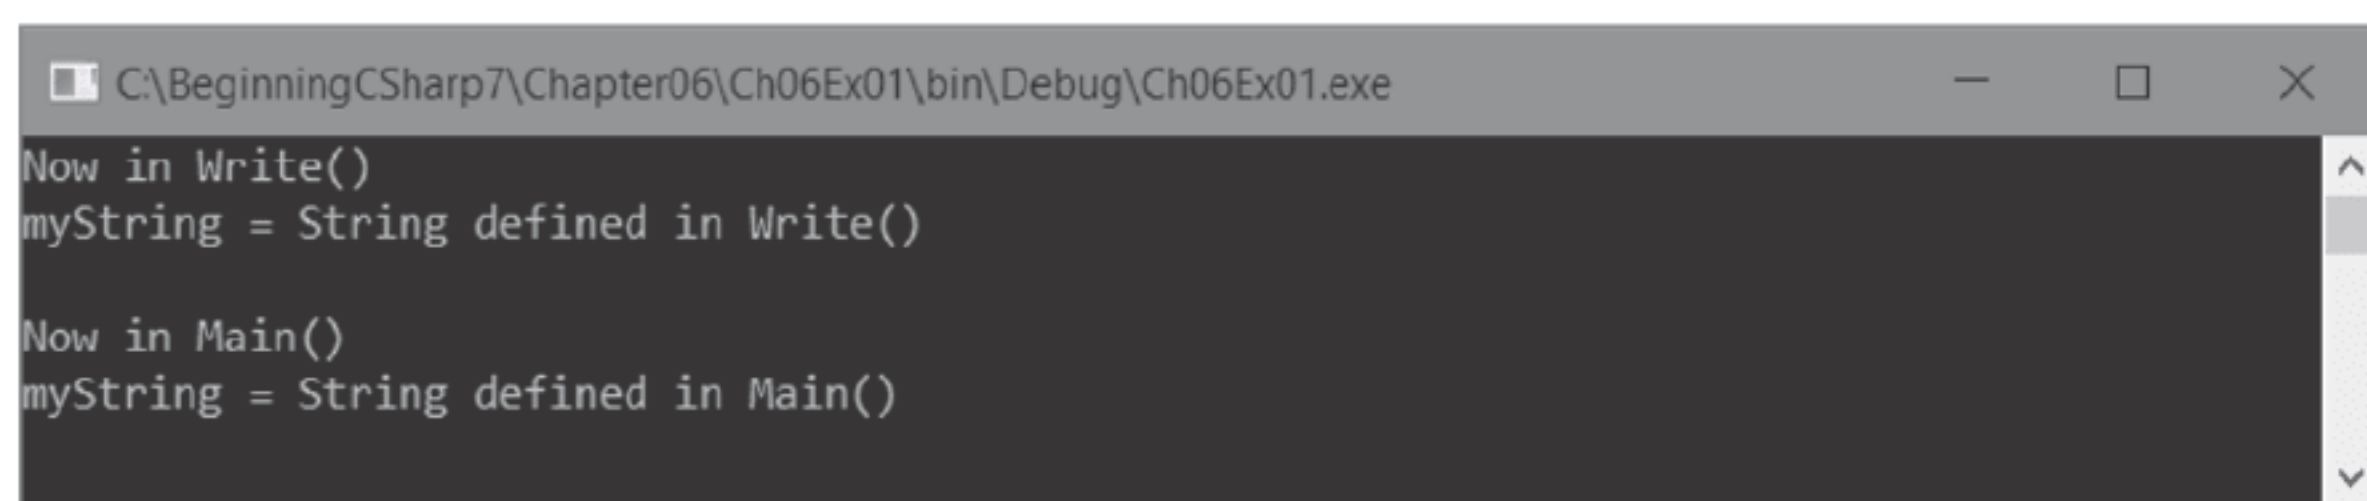 C:\BeginningCSharp7\Chapter06\Ch06Ex01\bin\Debug\Ch06Ex01.exe
Now in Write()
myString = String defined in Write()
Now in Main()
myString = String defined in Main()